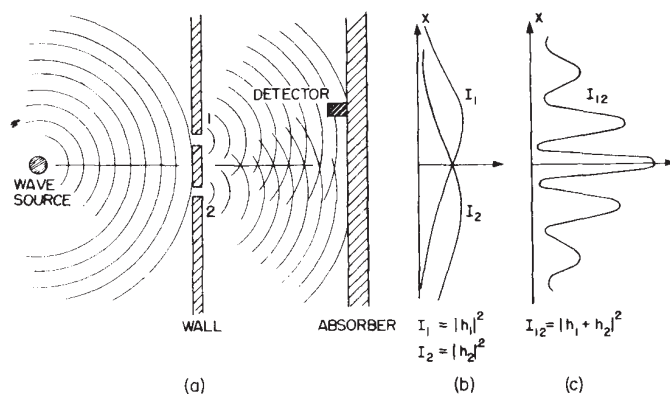 x
x
I₁
I₁₂
DETECTOR
1
WAVE
SOURCE
2
I₂
WALL
ABSORBER
I₁ = |h₁|²
I₂ = |h₂|²
I₁₂ = |h₁ + h₂|²
(a)
(b)
(c)